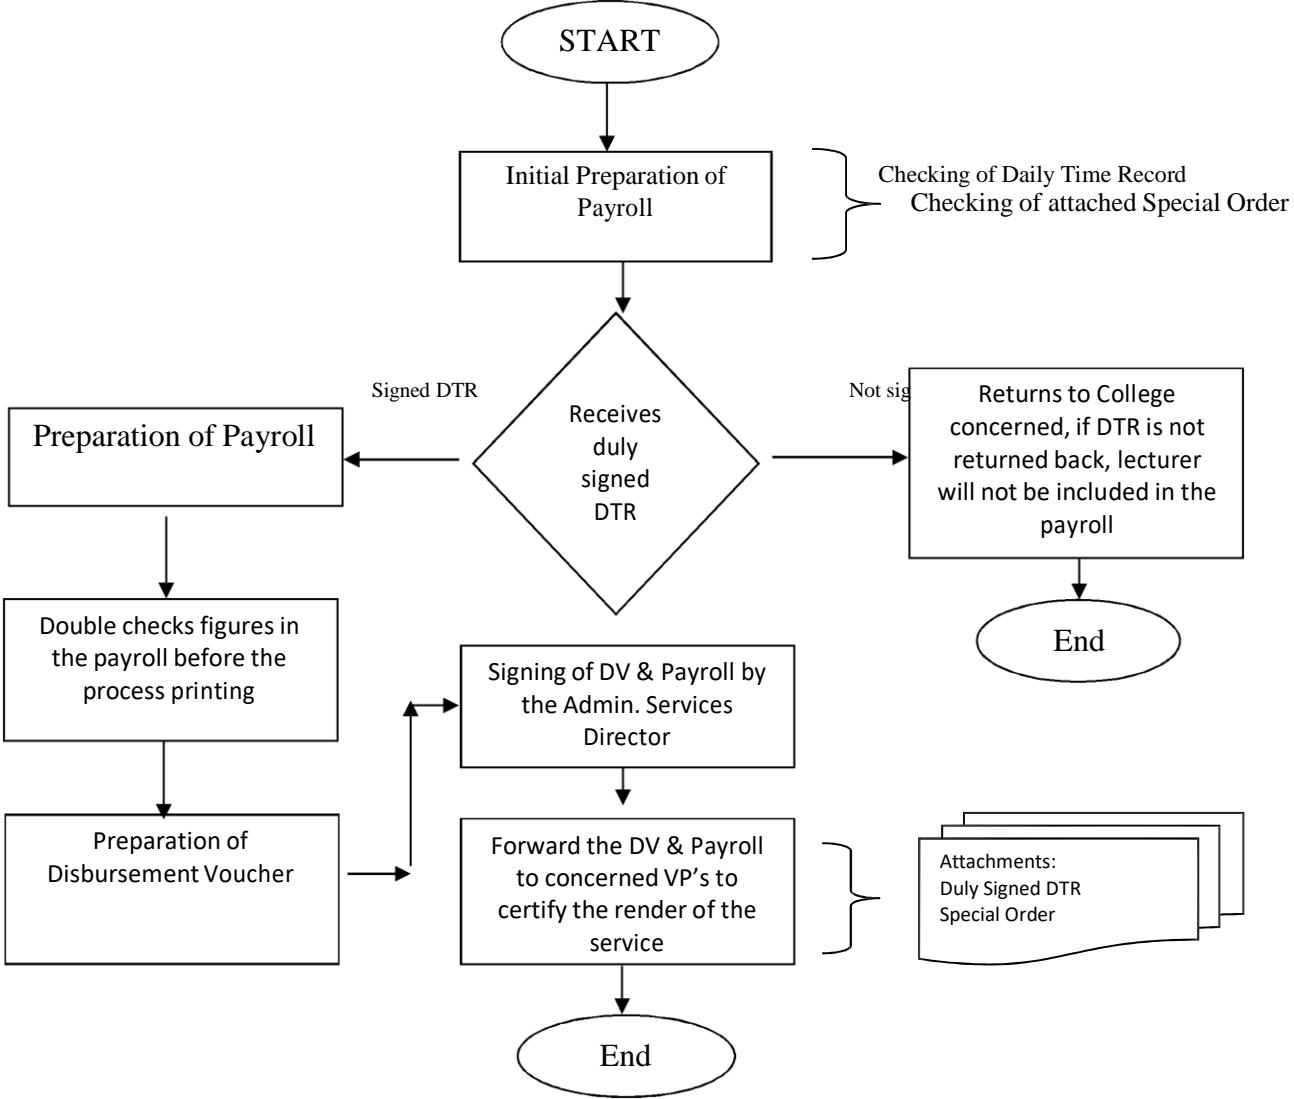 START
Initial Preparation of
Payroll
Checking of Daily Time Record
Checking of attached Special Order
Signed DTR
Not sig
Receives
duly
signed
DTR
Returns to College
concerned, if DTR is not
returned back, lecturer
will not be included in the
payroll
End
Preparation of Payroll
Double checks figures in
the payroll before the
process printing
Preparation of
Disbursement Voucher
Signing of DV & Payroll by
the Admin. Services
Director
Forward the DV & Payroll
to concerned VP’s to
certify the render of the
service
Attachments:
Duly Signed DTR
Special Order
End